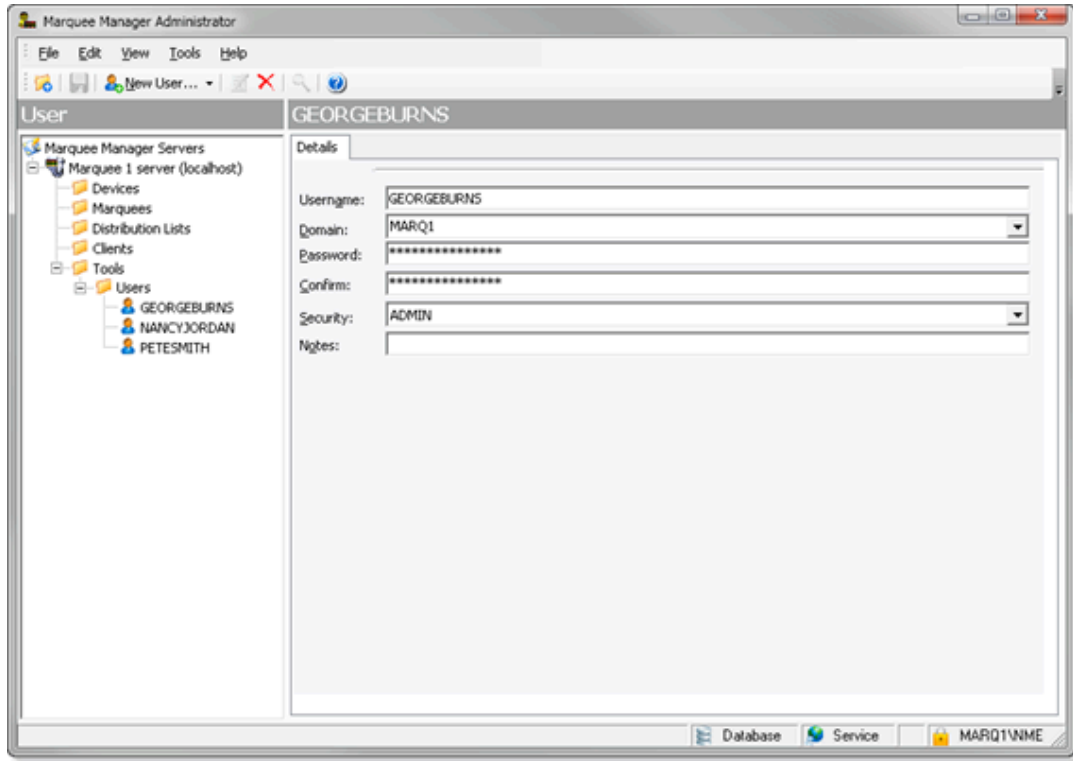 Marquee Manager Administrator
File Edit View Tools Help
New User...
User
GEORGEBURNS
Marquee Manager Servers
Marquee 1 server (localhost)
Devices
Marquees
Distribution Lists
Clients
Tools
Users
GEORGEBURNS
NANCYJORDAN
PETESMITH
Details
Username: GEORGEBURNS
Domain: MARQ1
Password: ****************
Confirm: ****************
Security: ADMIN
Notes:
Database Service MARQ1\NME